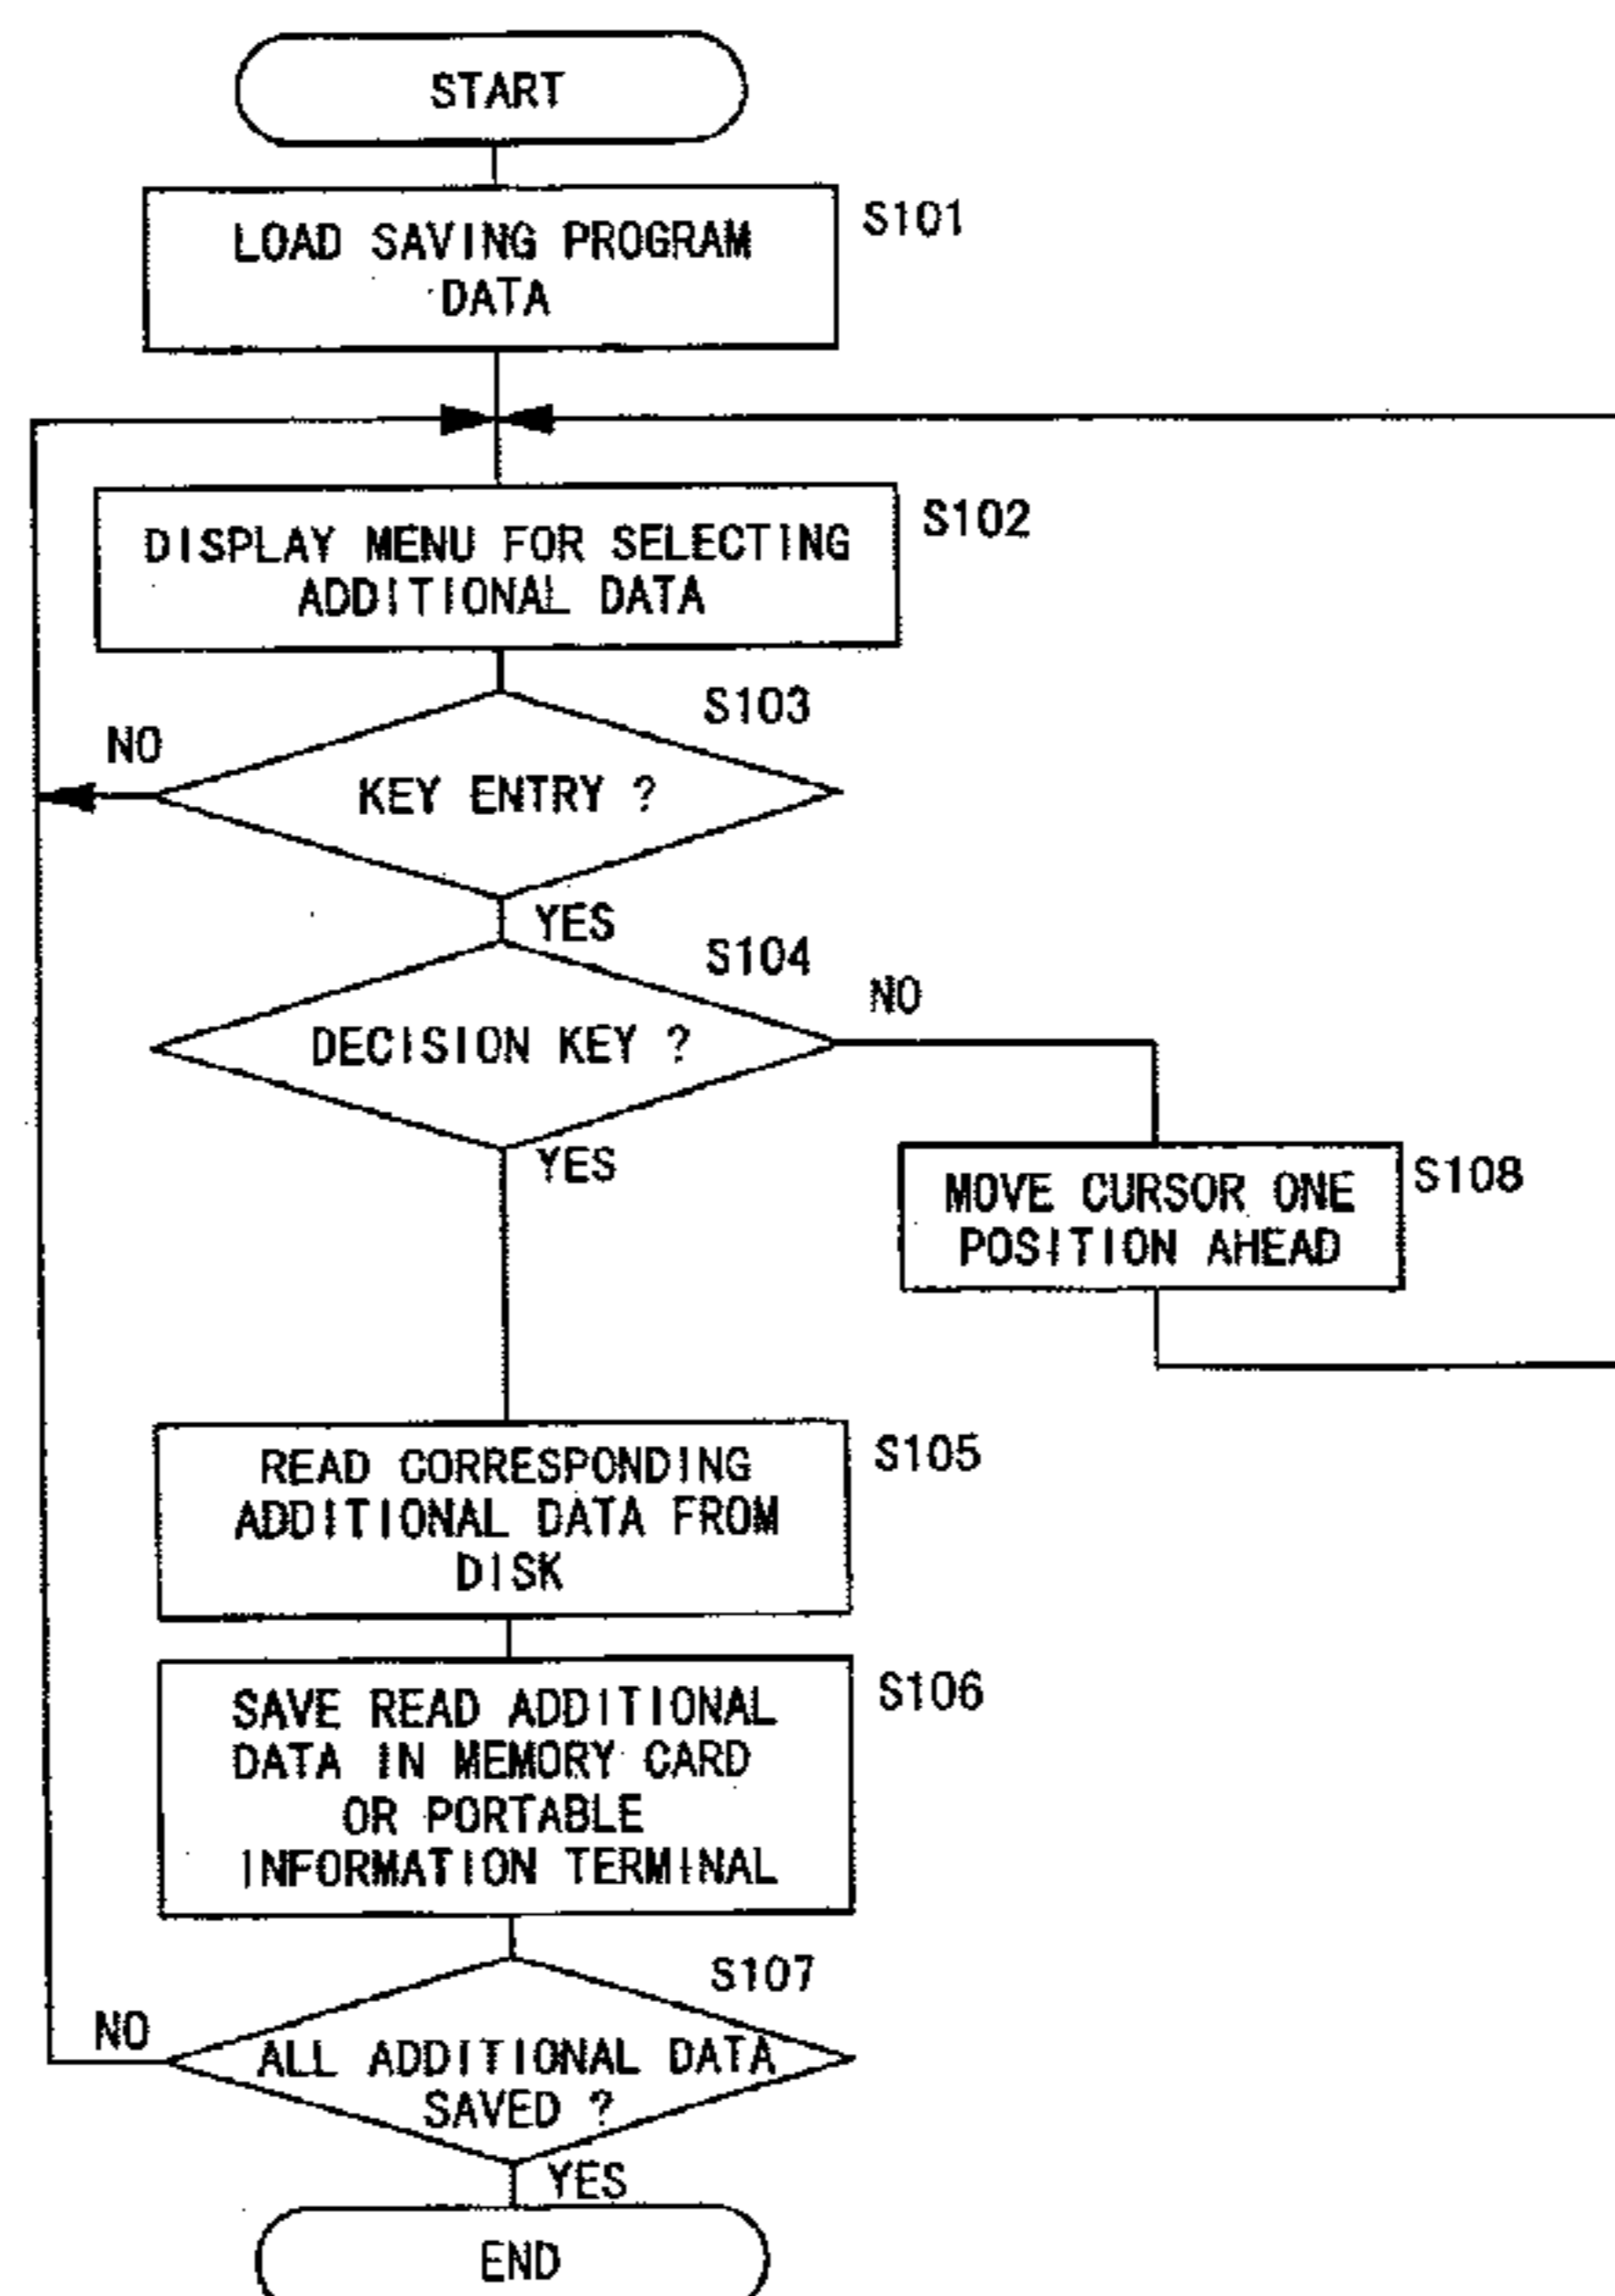 START
LOAD SAVING PROGRAM
DATA
S101
DISPLAY MENU FOR SELECTING
ADDITIONAL DATA
S102
S103
NO
KEY ENTRY ?
YES
S104
NO
DECISION KEY ?
YES
MOVE CURSOR ONE
POSITION AHEAD
S108
READ CORRESPONDING
ADDITIONAL DATA FROM
DISK
S105
SAVE READ ADDITIONAL
DATA IN MEMORY CARD
OR PORTABLE
INFORMATION TERMINAL
S106
S107
NO
ALL ADDITIONAL DATA
SAVED ?
YES
END